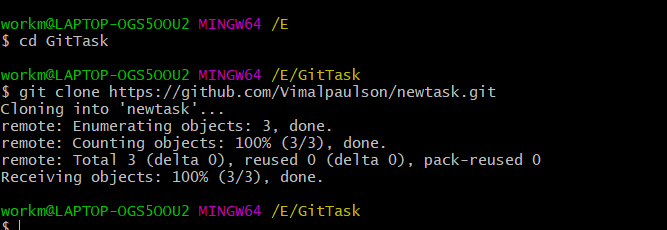 workm@LAPTOP-OGS5OOU2 MINGW64 /E
$ cd GitTask
workm@LAPTOP-OGS5OOU2 MINGW64 /E/GitTask
$ git clone https://github.com/Vimalpaulson/newtask.git
Cloning into 'newtask'...
remote: Enumerating objects: 3, done.
remote: Counting objects: 100% (3/3), done.
remote: Total 3 (delta 0), reused 0 (delta 0), pack-reused 0
Receiving objects: 100% (3/3), done.
workm@LAPTOP-OGS5OOU2 MINGW64 /E/GitTask
$